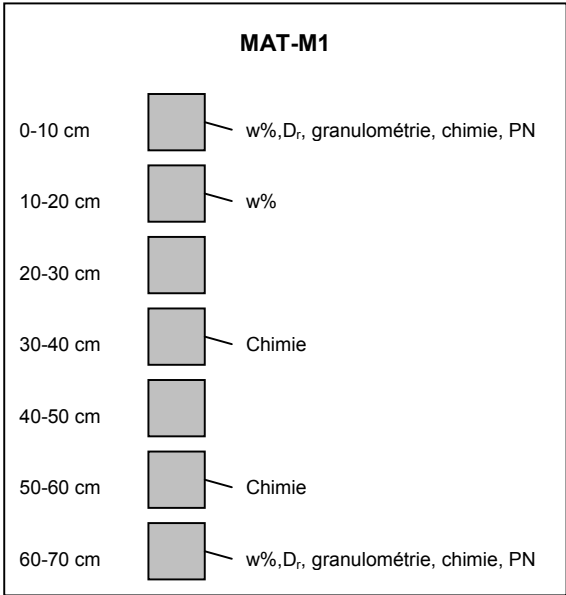 MAT-M1
0-10 cm w%,Dr, granulométrie, chimie, PN
10-20 cm w%
20-30 cm
30-40 cm Chimie
40-50 cm
50-60 cm Chimie
60-70 cm w%,Dr, granulométrie, chimie, PN